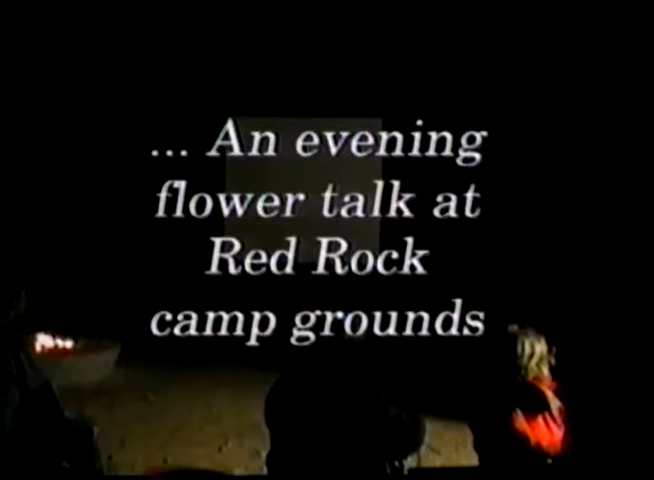 ... An evening
flower talk at
Red Rock
camp grounds